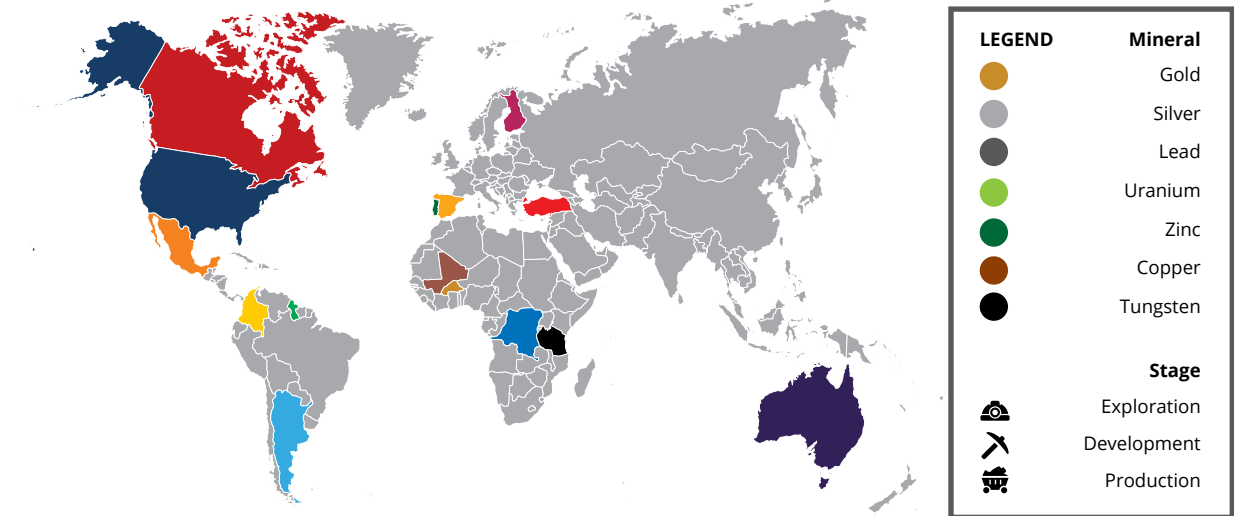 LEGEND Mineral
Gold
Silver
Lead
Uranium
Zinc
Copper
Tungsten
Stage
Exploration
Development
Production